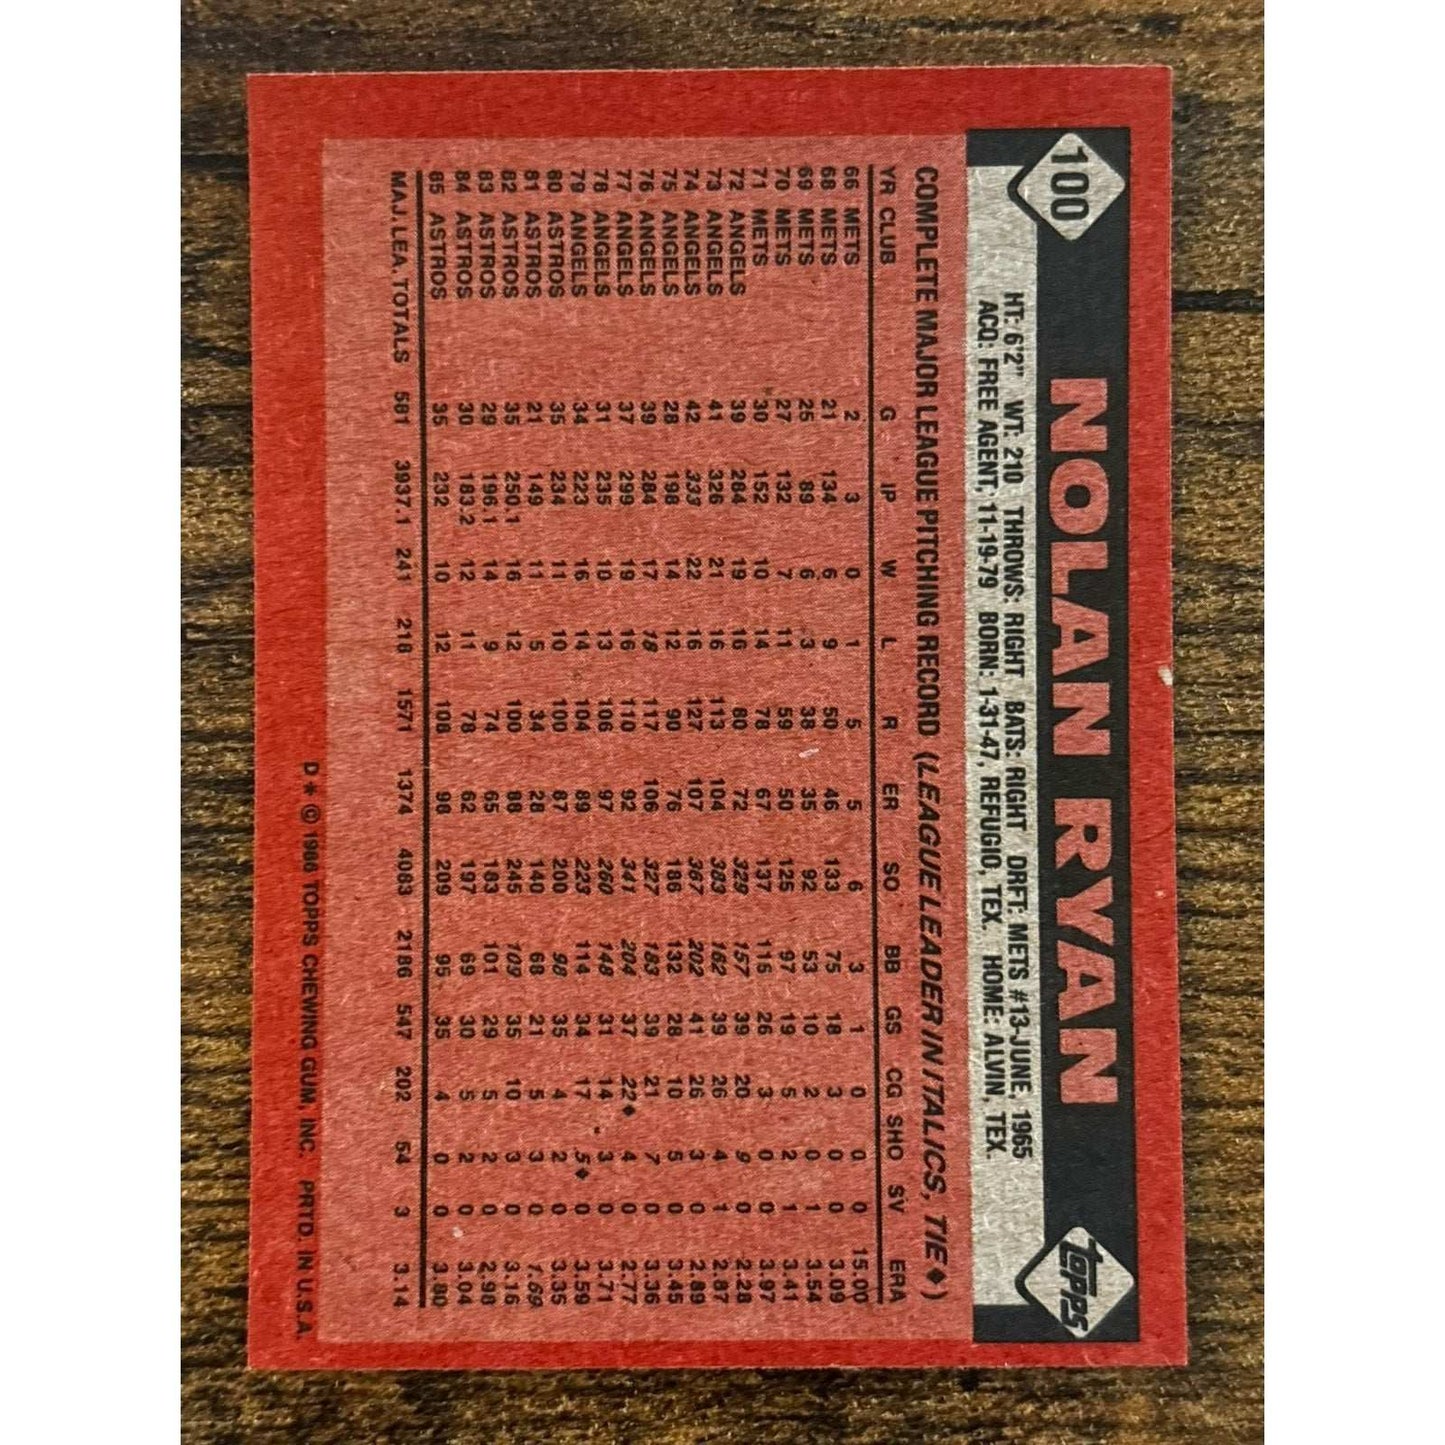 100 NOLAN RYAN topps
HT: 6'2" WT: 210 THROWS: RIGHT BATS: RIGHT DRFT: METS #13-JUNE, 1965
ACQ: FREE AGENT, 11-19-79 BORN: 1-31-47, REFUGIO, TEX. HOME: ALVIN, TEX.
COMPLETE MAJOR LEAGUE PITCHING RECORD (LEAGUE LEADER IN ITALICS, TIE♦)
YR CLUB G IP W L R ER SO BB GS CG SHO SV ERA
66 METS 2 3 0 1 5 5 6 3 1 0 0 0 15.00
68 METS 21 134 6 9 50 46 133 75 18 3 0 0 3.09
69 METS 25 89 6 3 38 35 92 53 10 2 0 1 3.54
70 METS 27 132 7 11 59 50 125 97 19 5 2 1 3.41
71 METS 30 152 10 14 78 67 137 116 26 3 0 0 3.97
72 ANGELS 39 284 19 16 80 72 329 157 39 20 9 0 2.28
73 ANGELS 41 326 21 16 113 104 383 162 39 26 4 1 2.87
74 ANGELS 42 333 22 16 127 107 367 202 41 26 3 0 2.89
75 ANGELS 28 198 14 12 90 76 186 132 28 10 5 0 3.45
76 ANGELS 39 284 17 18 117 106 327 183 39 21 7 0 3.36
77 ANGELS 37 299 19 16 110 92 341 204 37 22♦ 4 0 2.77
78 ANGELS 31 235 10 13 106 97 260 148 31 14 3 0 3.71
79 ANGELS 34 223 16 14 104 89 223 114 34 17 5♦ 0 3.59
80 ASTROS 35 234 11 10 100 87 200 98 35 4 2 0 3.35
81 ASTROS 21 149 11 5 34 28 140 68 21 5 3 0 1.69
82 ASTROS 35 250.1 16 12 100 88 245 109 35 10 3 0 3.16
83 ASTROS 29 196.1 14 9 74 65 183 101 29 5 2 0 2.98
84 ASTROS 30 183.2 12 11 78 62 197 69 30 5 2 0 3.04
85 ASTROS 35 232 10 12 108 98 209 95 35 4 0 0 3.80
MAJ. LEA. TOTALS 581 3937.1 241 218 1571 1374 4083 2186 547 202 54 3 3.14
D* © 1986 TOPPS CHEWING GUM, INC. PRTD. IN U.S.A.